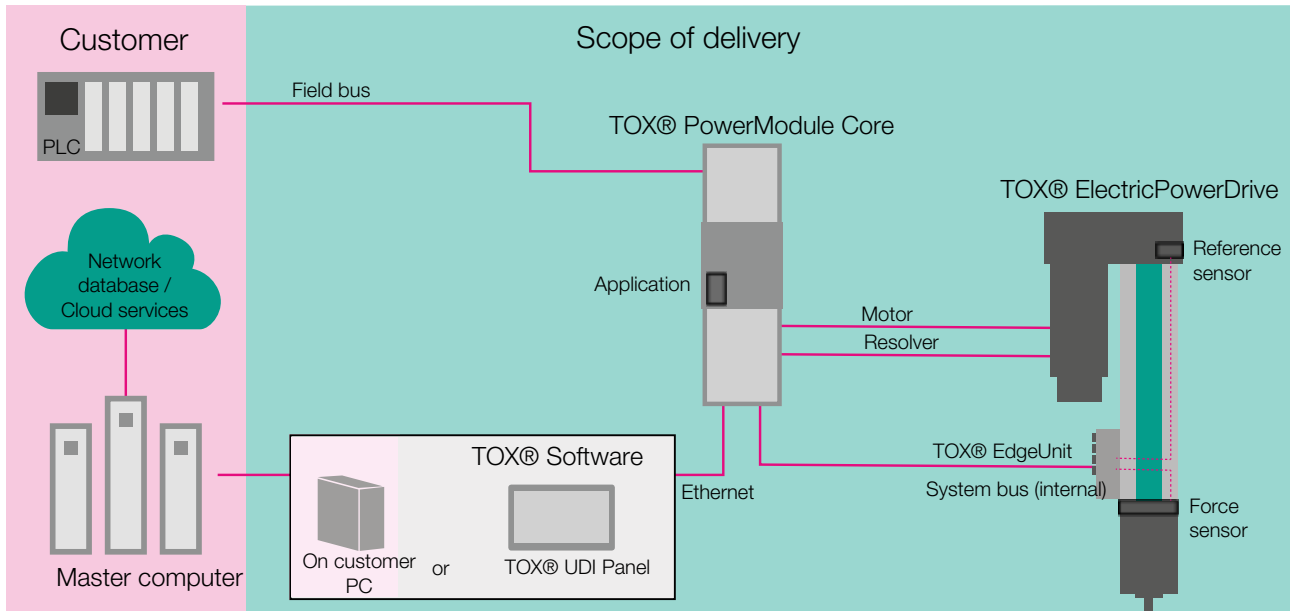 Customer
Scope of delivery
PLC
Field bus
TOX® PowerModule Core
Application
TOX® ElectricPowerDrive
Reference
sensor
Motor
Resolver
Network
database /
Cloud services
Master computer
TOX® Software
On customer
PC
or
TOX® UDI Panel
Ethernet
TOX® EdgeUnit
System bus (internal)
Force
sensor